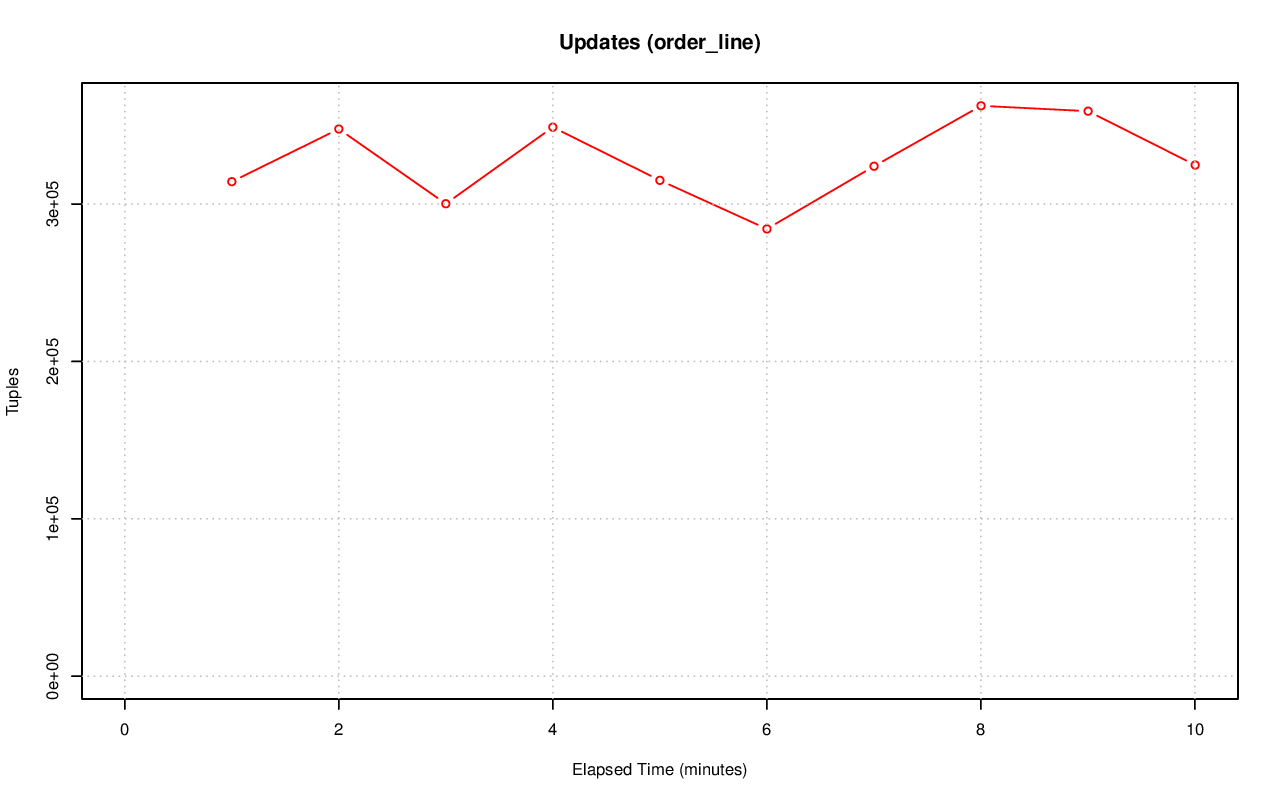 Updates (order_line)
Tuples
3e+05
2e+05
1e+05
0e+00
0 2 4 6 8 10
Elapsed Time (minutes)